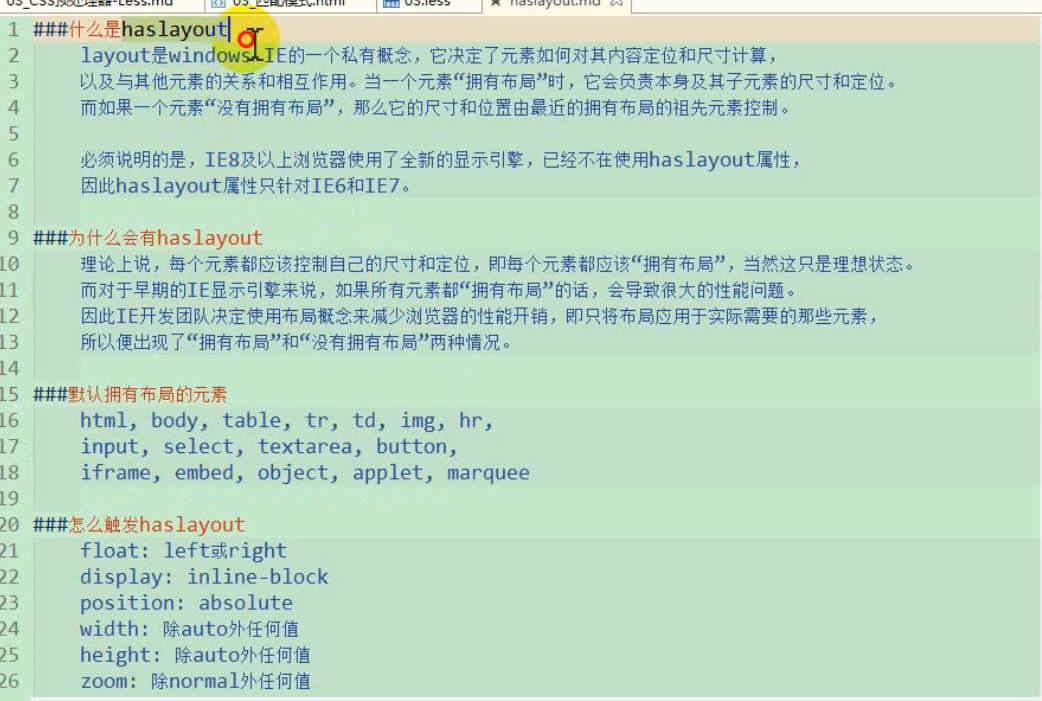 03_CSS预处理器-Less.md 03_匹配模式.html less 03.less haslayout.md
1 ###什么是haslayout
2 layout是windows IE的一个私有概念，它决定了元素如何对其内容定位和尺寸计算，
3 以及与其他元素的关系和相互作用。当一个元素“拥有布局”时，它会负责本身及其子元素的尺寸和定位。
4 而如果一个元素“没有拥有布局”，那么它的尺寸和位置由最近的拥有布局的祖先元素控制。
5
6 必须说明的是，IE8及以上浏览器使用了全新的显示引擎，已经不在使用haslayout属性，
7 因此haslayout属性只针对IE6和IE7。
8
9 ###为什么会有haslayout
10 理论上说，每个元素都应该控制自己的尺寸和定位，即每个元素都应该“拥有布局”，当然这只是理想状态。
11 而对于早期的IE显示引擎来说，如果所有元素都“拥有布局”的话，会导致很大的性能问题。
12 因此IE开发团队决定使用布局概念来减少浏览器的性能开销，即只将布局应用于实际需要的那些元素，
13 所以便出现了“拥有布局”和“没有拥有布局”两种情况。
14
15 ###默认拥有布局的元素
16 html, body, table, tr, td, img, hr,
17 input, select, textarea, button,
18 iframe, embed, object, applet, marquee
19
20 ###怎么触发haslayout
21 float: left或right
22 display: inline-block
23 position: absolute
24 width: 除auto外任何值
25 height: 除auto外任何值
26 zoom: 除normal外任何值